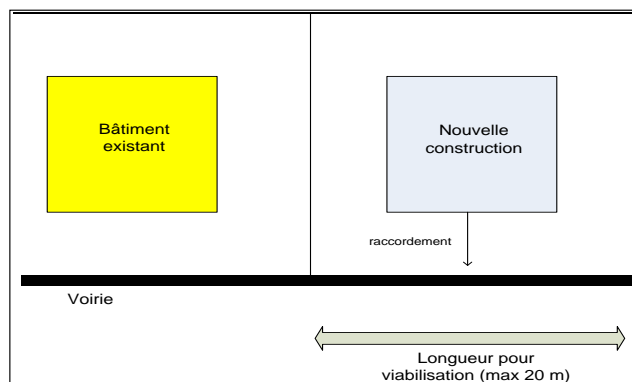 Bâtiment
existant
Nouvelle
construction
raccordement
Voirie
Longueur pour
viabilisation (max 20 m)